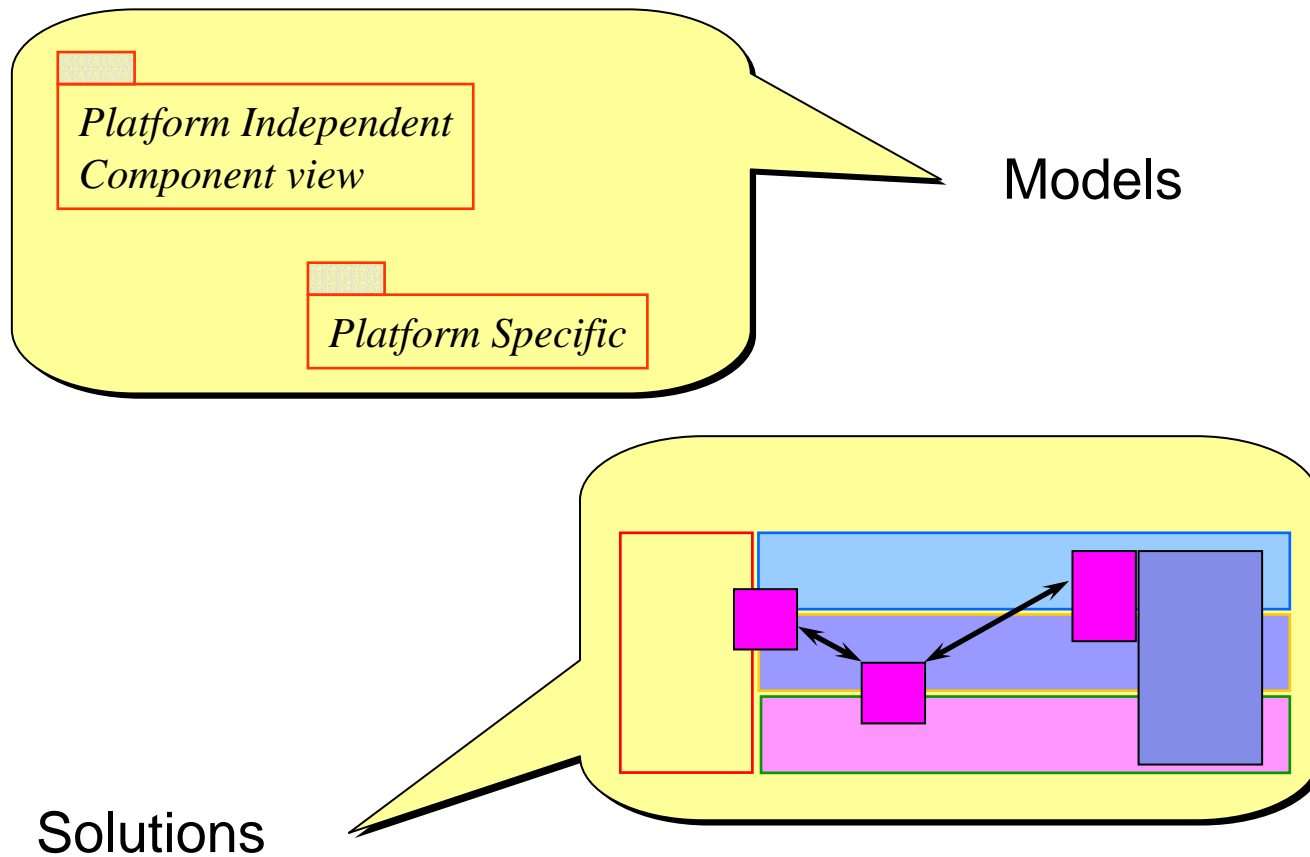 Platform Independent
Component view
Models
Platform Specific
Solutions